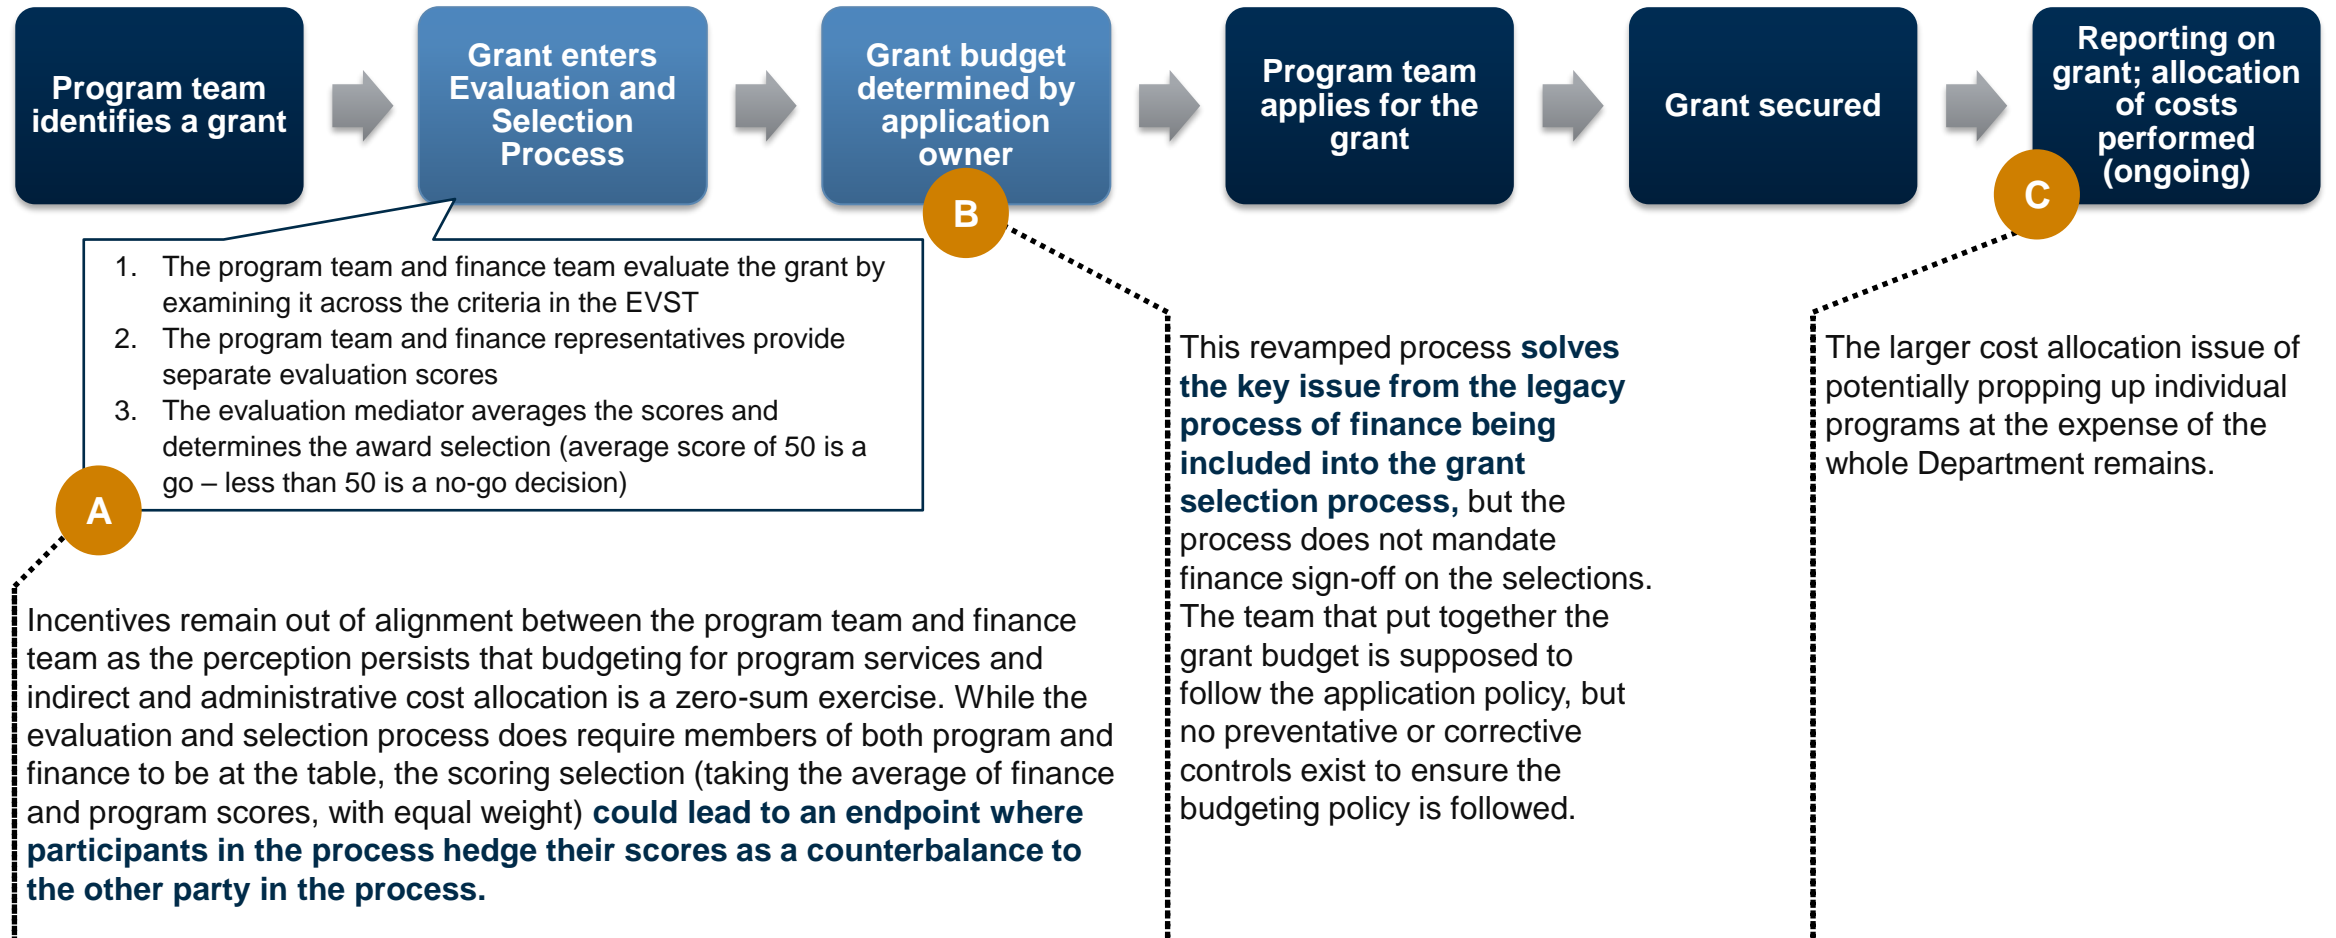 Program team
identifies a grant
Grant enters
Evaluation and
Selection
Process
Grant budget
determined by
application
owner
Program team
applies for the
grant
Grant secured
Reporting on
grant; allocation
of costs
performed
(ongoing)
B
C
1. The program team and finance team evaluate the grant by
examining it across the criteria in the EVST
2. The program team and finance representatives provide
separate evaluation scores
3. The evaluation mediator averages the scores and
determines the award selection (average score of 50 is a
go – less than 50 is a no-go decision)
A
Incentives remain out of alignment between the program team and finance
team as the perception persists that budgeting for program services and
indirect and administrative cost allocation is a zero-sum exercise. While the
evaluation and selection process does require members of both program and
finance to be at the table, the scoring selection (taking the average of finance
and program scores, with equal weight) could lead to an endpoint where
participants in the process hedge their scores as a counterbalance to
the other party in the process.
This revamped process solves
the key issue from the legacy
process of finance being
included into the grant
selection process, but the
process does not mandate
finance sign-off on the selections.
The team that put together the
grant budget is supposed to
follow the application policy, but
no preventative or corrective
controls exist to ensure the
budgeting policy is followed.
The larger cost allocation issue of
potentially propping up individual
programs at the expense of the
whole Department remains.